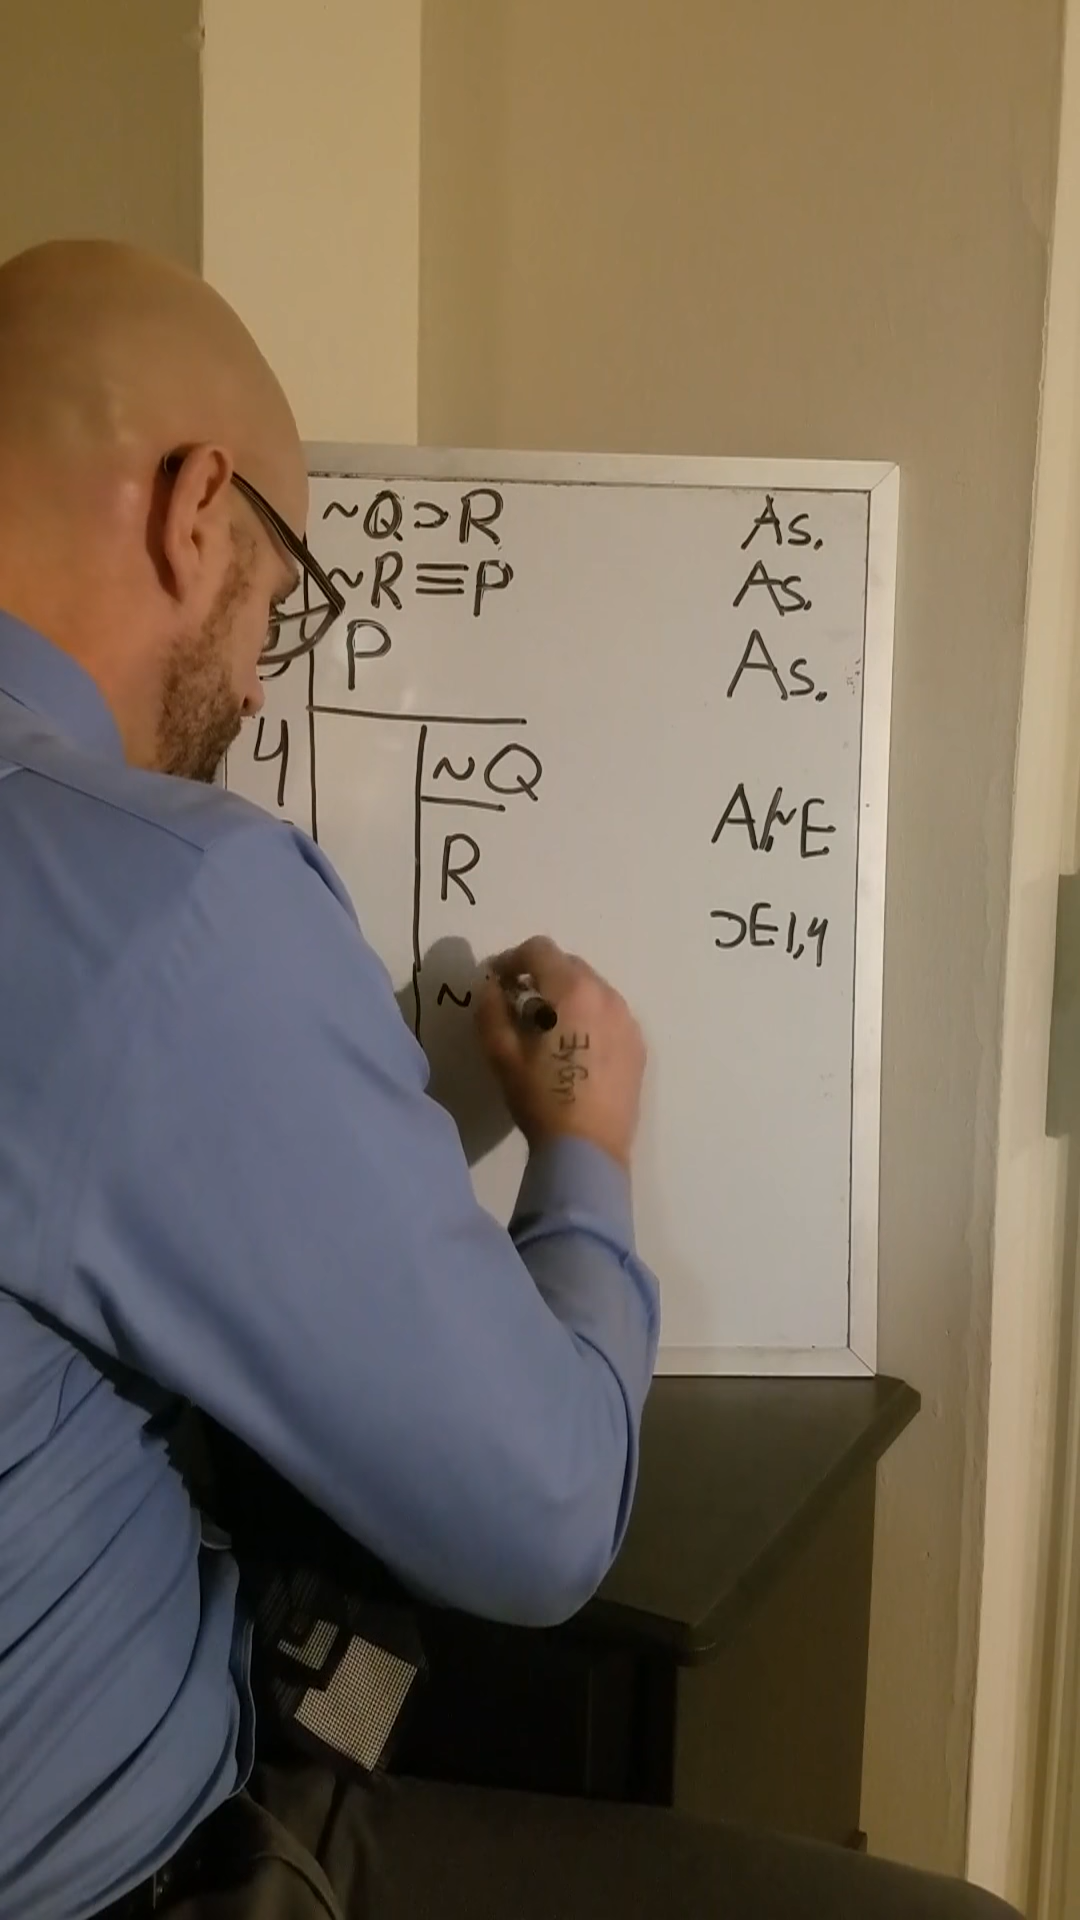 ~Q⊃R As.
~R≡P As.
P As.
4 ~Q A/~E
R ⊃E1,4
~